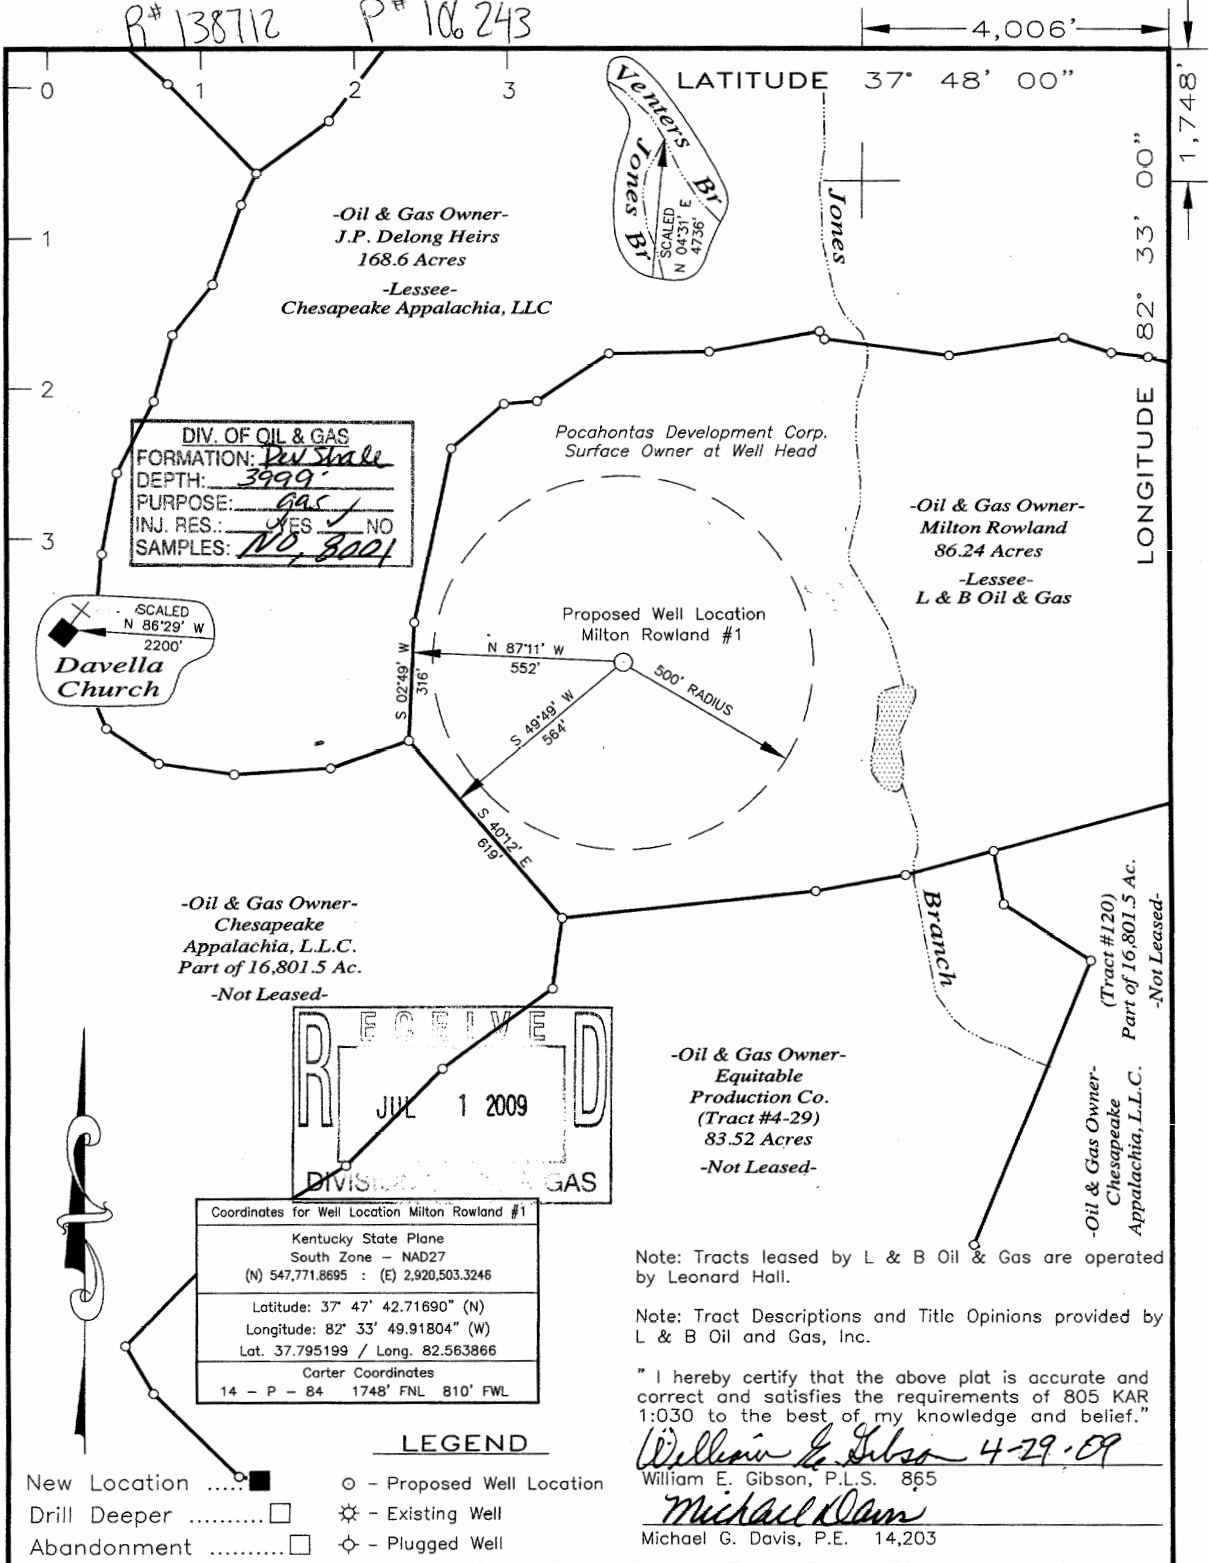 R# 138712 P# 106243
4,006'
1,748'
0 1 2 3
LATITUDE 37° 48' 00"
LONGITUDE 82° 33' 00"
1
2
3
Venters Br
Jones Br
SCALED
N 04°31' E
4736'
Jones
-Oil & Gas Owner-
J.P. Delong Heirs
168.6 Acres
-Lessee-
Chesapeake Appalachia, LLC
DIV. OF OIL & GAS
FORMATION: Dev Shale
DEPTH: 3999'
PURPOSE: gas
INJ. RES.: YES ✓ NO
SAMPLES: NO, 8001
Pocahontas Development Corp.
Surface Owner at Well Head
-Oil & Gas Owner-
Milton Rowland
86.24 Acres
-Lessee-
L & B Oil & Gas
SCALED
N 86°29' W
2200'
Davella
Church
Proposed Well Location
Milton Rowland #1
N 87°11' W
552'
S 02°49' W
316'
S 49°49' W
564'
500' RADIUS
S 40°12' E
619'
Branch
-Oil & Gas Owner-
Chesapeake
Appalachia, L.L.C.
Part of 16,801.5 Ac.
-Not Leased-
RECEIVED
JUL 1 2009
GAS
-Oil & Gas Owner-
Equitable
Production Co.
(Tract #4-29)
83.52 Acres
-Not Leased-
-Oil & Gas Owner-
Chesapeake
Appalachia, L.L.C.
(Tract #120)
Part of 16,801.5 Ac.
-Not Leased-
Coordinates for Well Location Milton Rowland #1
Kentucky State Plane
South Zone – NAD27
(N) 547,771.8695 : (E) 2,920,503.3246
Latitude: 37° 47' 42.71690" (N)
Longitude: 82° 33' 49.91804" (W)
Lat. 37.795199 / Long. 82.563866
Carter Coordinates
14 – P – 84 1748' FNL 810' FWL
Note: Tracts leased by L & B Oil & Gas are operated
by Leonard Hall.
Note: Tract Descriptions and Title Opinions provided by
L & B Oil and Gas, Inc.
" I hereby certify that the above plat is accurate and
correct and satisfies the requirements of 805 KAR
1:030 to the best of my knowledge and belief."
William E. Gibson 4-29-09
William E. Gibson, P.L.S. 865
Michael Davis
Michael G. Davis, P.E. 14,203
LEGEND
New Location .....
Drill Deeper ..........
Abandonment ..........
– Proposed Well Location
– Existing Well
– Plugged Well